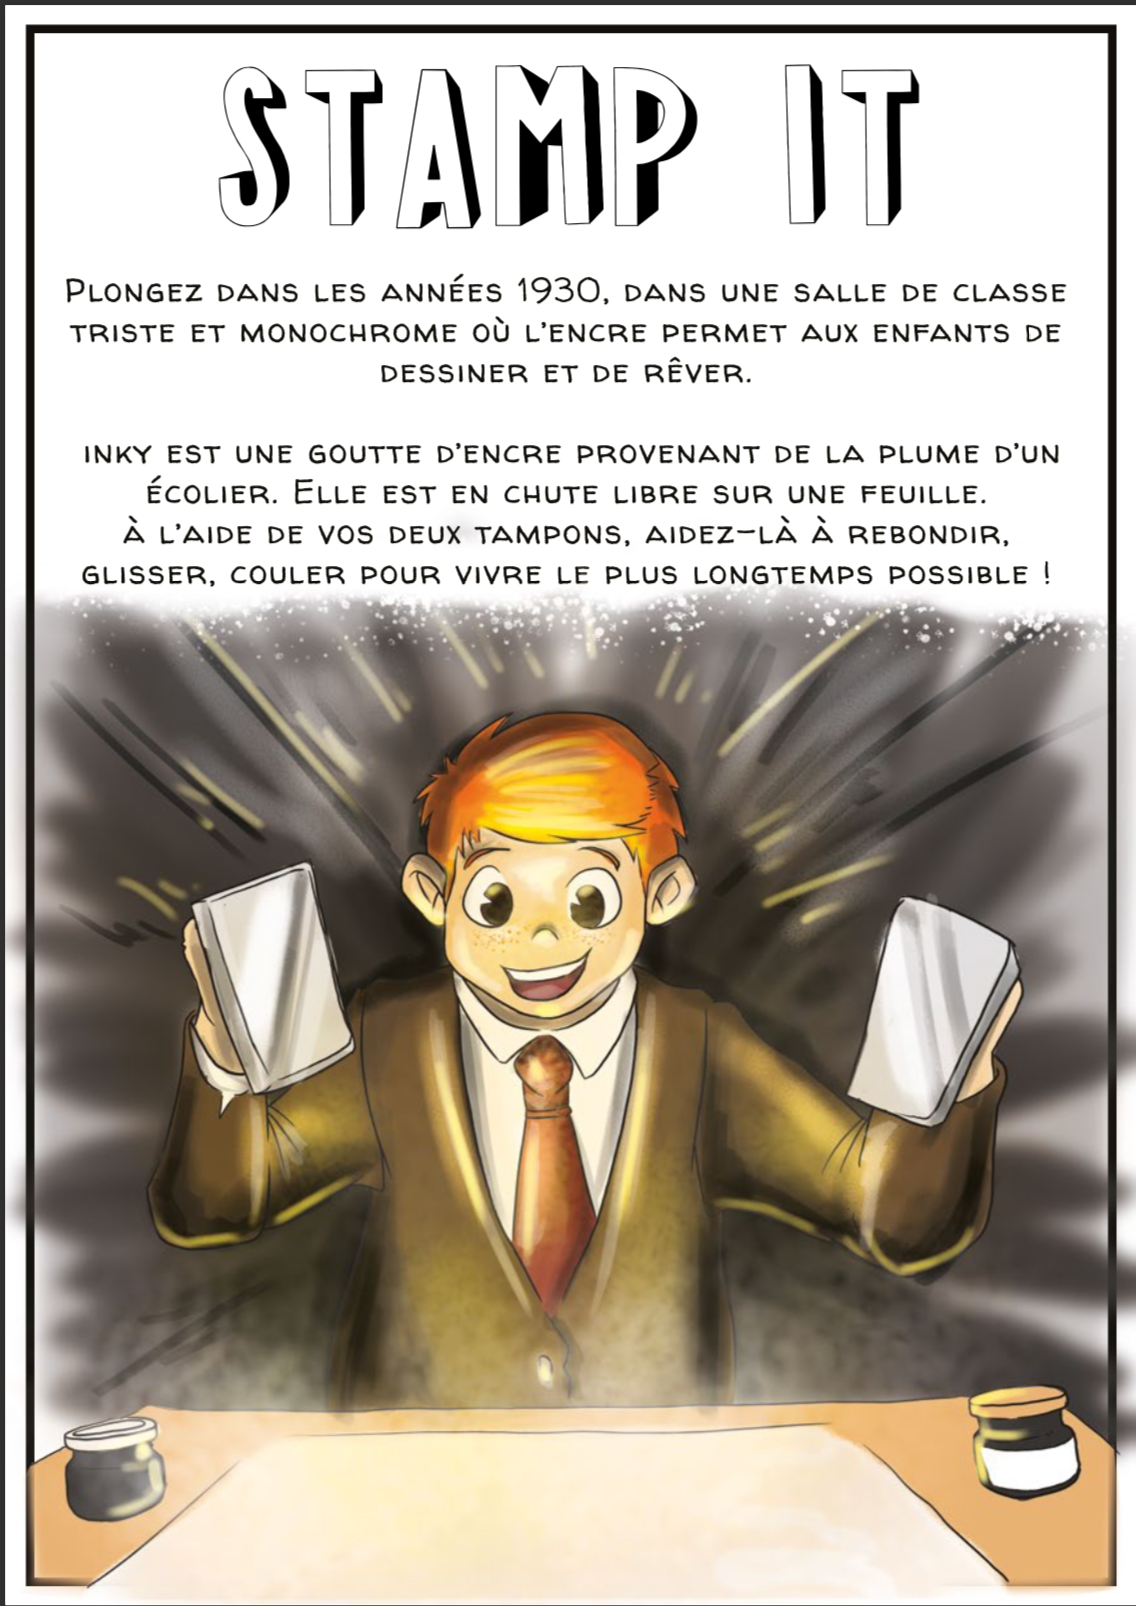 STAMP IT
PLONGEZ DANS LES ANNÉES 1930, DANS UNE SALLE DE CLASSE
TRISTE ET MONOCHROME OÙ L'ENCRE PERMET AUX ENFANTS DE
DESSINER ET DE RÊVER.
INKY EST UNE GOUTTE D'ENCRE PROVENANT DE LA PLUME D'UN
ÉCOLIER. ELLE EST EN CHUTE LIBRE SUR UNE FEUILLE.
À L'AIDE DE VOS DEUX TAMPONS, AIDEZ-LÀ À REBONDIR,
GLISSER, COULER POUR VIVRE LE PLUS LONGTEMPS POSSIBLE !